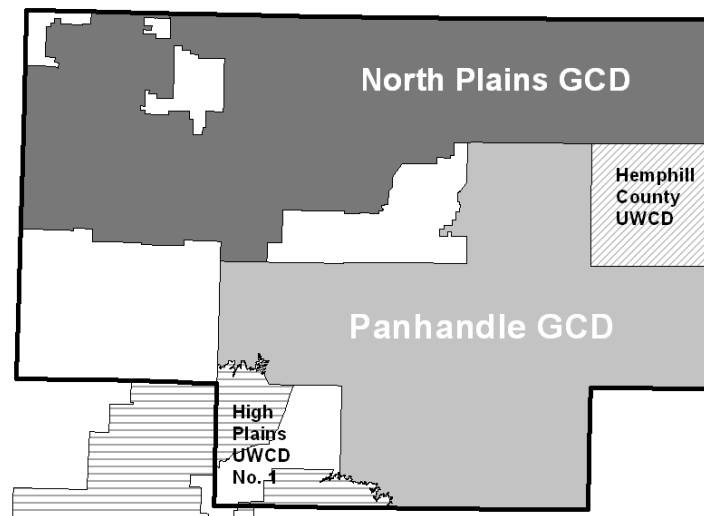 North Plains GCD
Hemphill
County
UWCD
Panhandle GCD
High
Plains
UWCD
No. 1